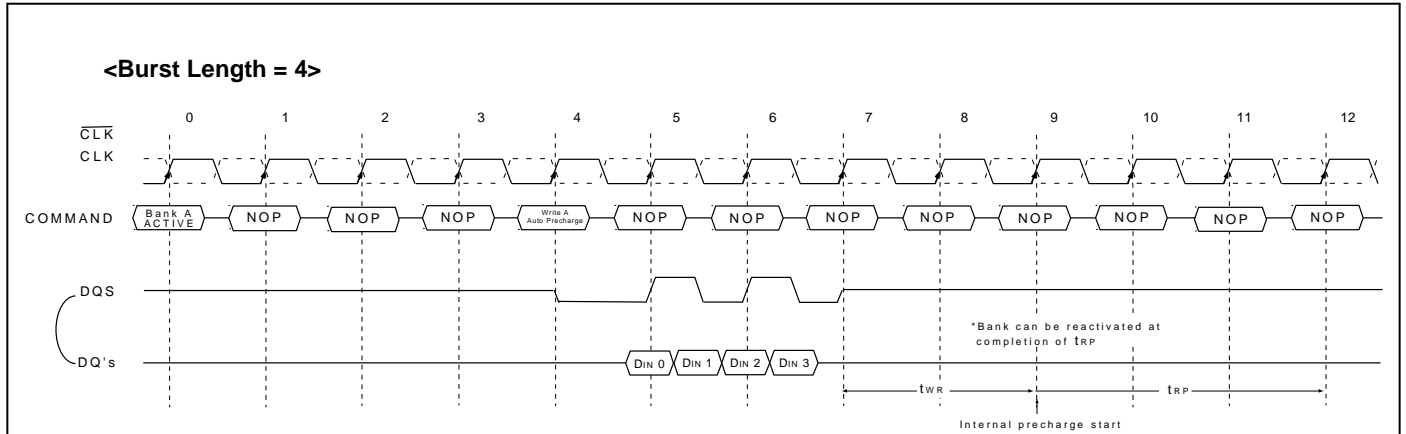 <Burst Length = 4>
0 1 2 3 4 5 6 7 8 9 10 11 12
CLK
CLK
COMMAND
Bank A
ACTIVE
NOP NOP NOP
Write A
Auto Precharge
NOP NOP NOP NOP NOP NOP NOP NOP
DQS
*Bank can be reactivated at
completion of tRP
DQ's
DIN 0 DIN 1 DIN 2 DIN 3
tWR
tRP
Internal precharge start